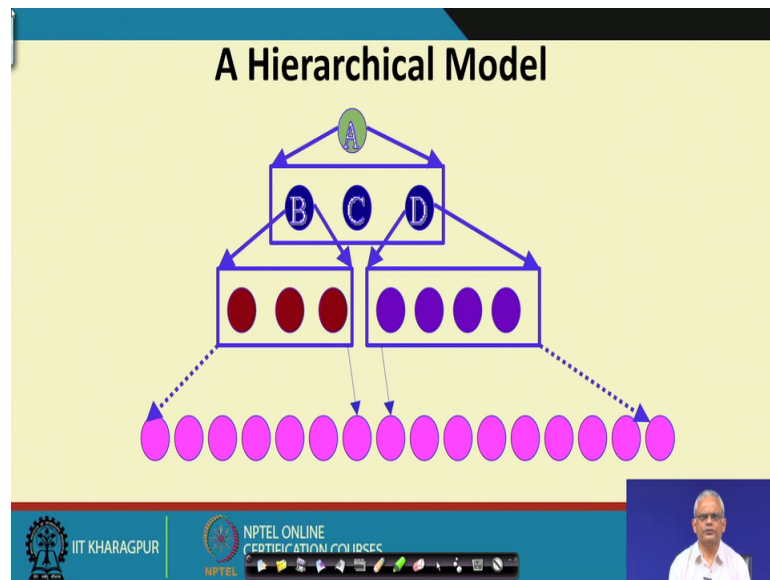 A Hierarchical Model
A
B C D
IIT KHARAGPUR
NPTEL
NPTEL ONLINE
CERTIFICATION COURSES